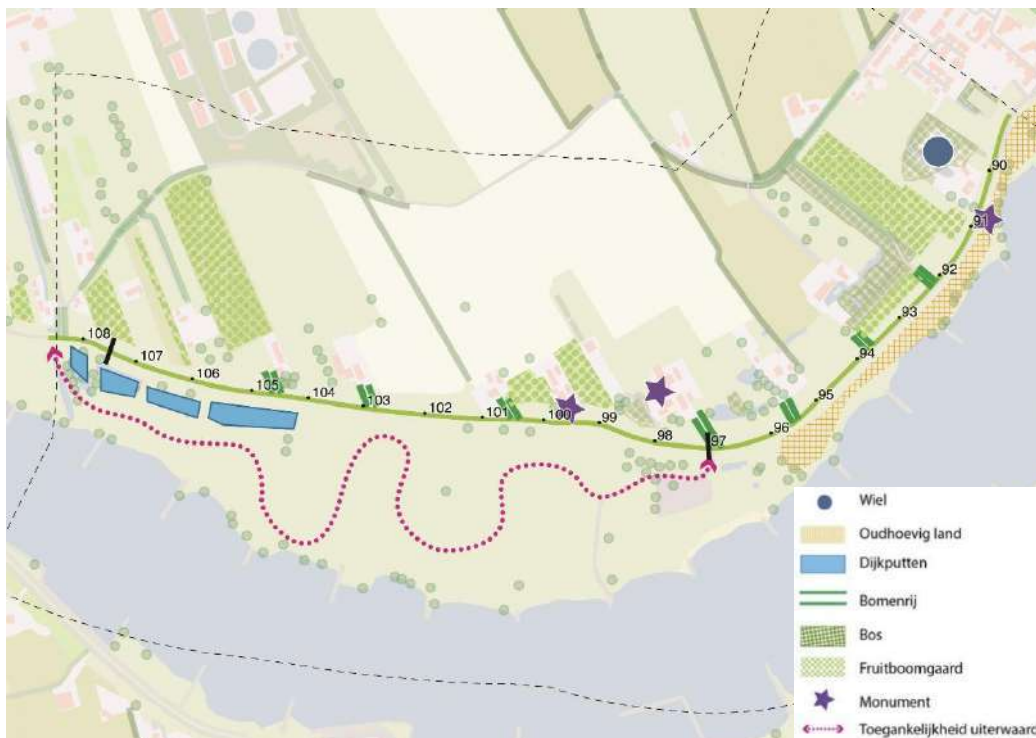 90
91
92
93
94
95
96
97
98
99
100
101
102
103
104
105
106
107
108
Wiel
Oudhoevig land
Dijkputten
Bomenrij
Bos
Fruitboomgaard
Monument
Toegankelijkheid uiterwaard